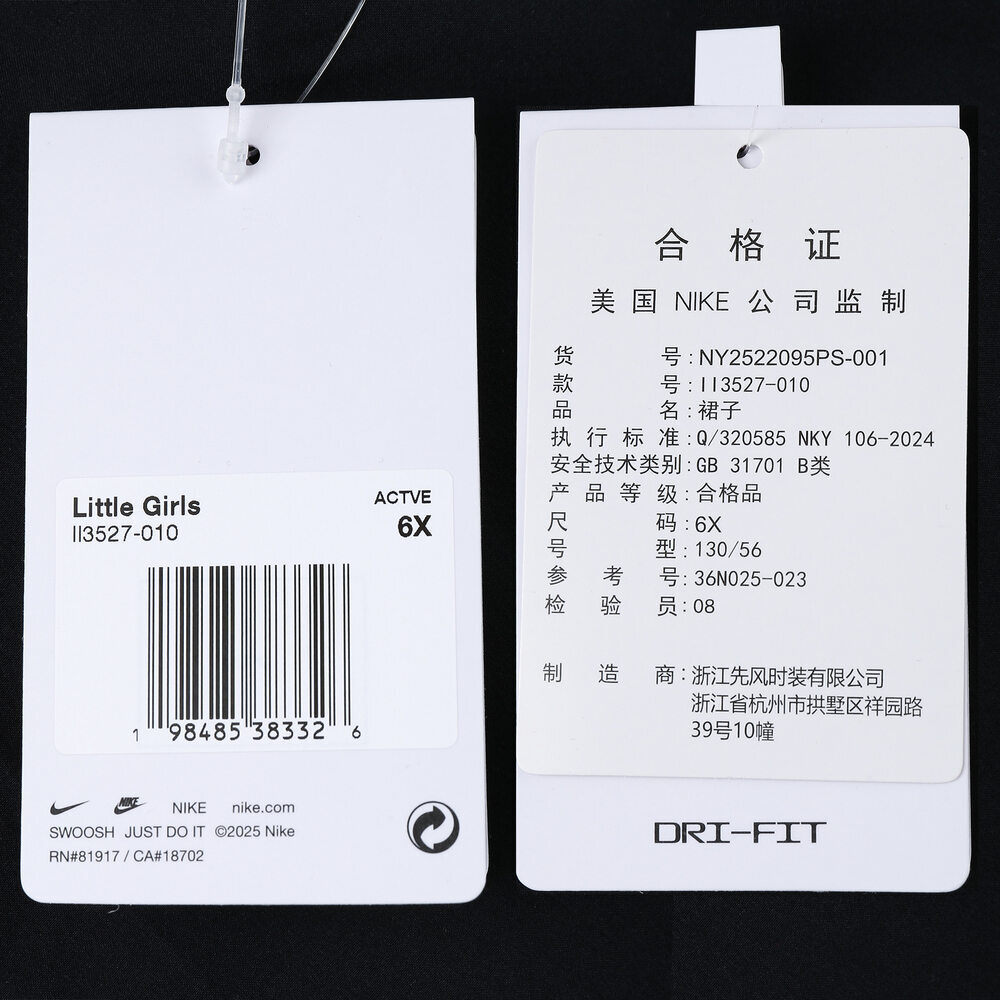 Little Girls
II3527-010
ACTVE
6X
1 98485 38332 6
NIKE
NIKE nike.com
SWOOSH JUST DO IT ©2025 Nike
RN#81917 / CA#18702
合格证
美国 NIKE 公司监制
货号:NY2522095PS-001
款号:II3527-010
品名:裙子
执行标准:Q/320585 NKY 106-2024
安全技术类别:GB 31701 B类
产品等级:合格品
尺码:6X
号型:130/56
参考号:36N025-023
检验员:08
制造商:浙江先风时装有限公司
浙江省杭州市拱墅区祥园路
39号10幢
DRI-FIT